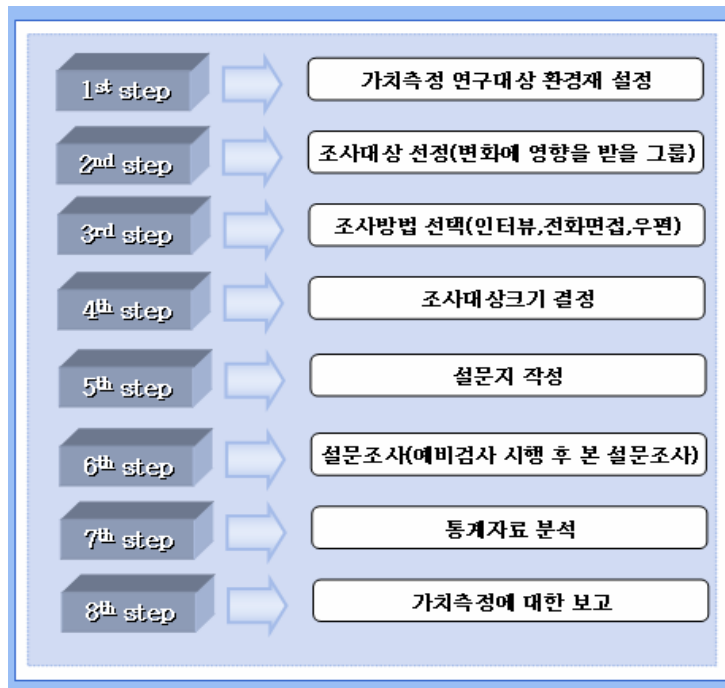 1st step 가치측정 연구대상 환경재 설정
2nd step 조사대상 선정(변화에 영향을 받을 그룹)
3rd step 조사방법 선택(인터뷰,전화면접,우편)
4th step 조사대상크기 결정
5th step 설문지 작성
6th step 설문조사(예비검사 시행 후 본 설문조사)
7th step 통계자료 분석
8th step 가치측정에 대한 보고